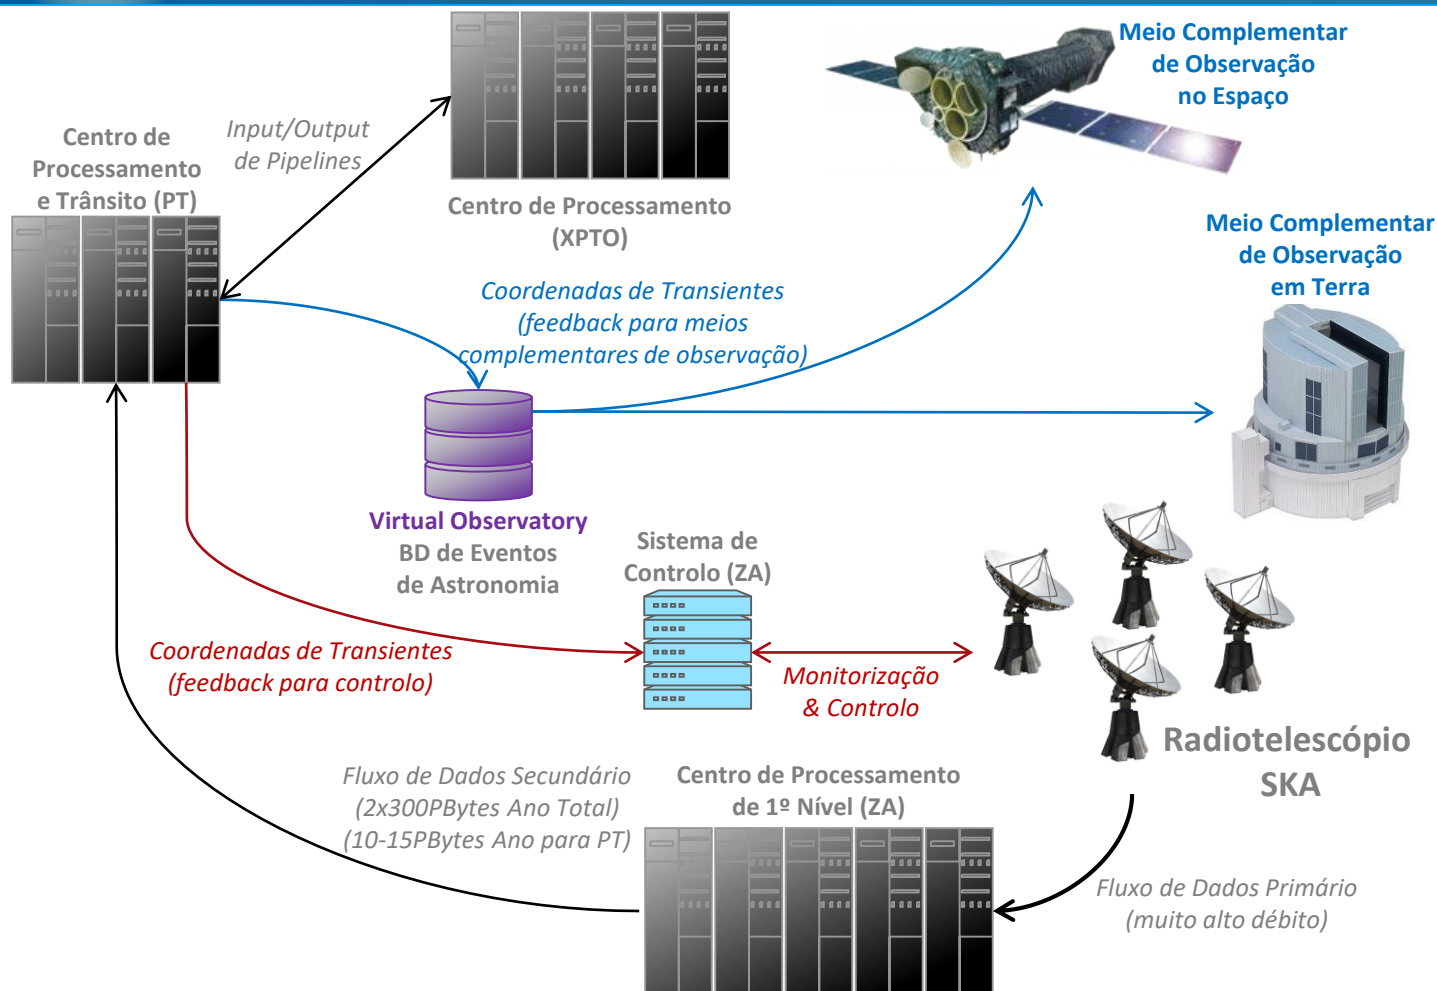 Meio Complementar
de Observação
no Espaço
Input/Output
de Pipelines
Centro de
Processamento
e Trânsito (PT)
Centro de Processamento
(XPTO)
Meio Complementar
de Observação
em Terra
Coordenadas de Transientes
(feedback para meios
complementares de observação)
Virtual Observatory
BD de Eventos
de Astronomia
Sistema de
Controlo (ZA)
Coordenadas de Transientes
(feedback para controlo)
Monitorização
& Controlo
Radiotelescópio
SKA
Fluxo de Dados Secundário
(2x300PBytes Ano Total)
(10-15PBytes Ano para PT)
Centro de Processamento
de 1º Nível (ZA)
Fluxo de Dados Primário
(muito alto débito)